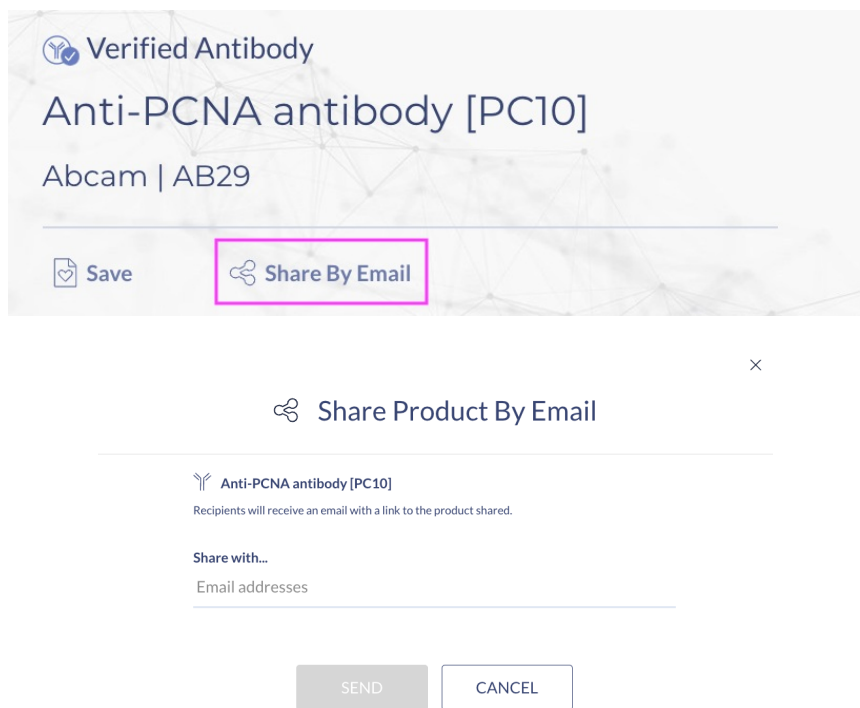 Verified Antibody
Anti-PCNA antibody [PC10]
Abcam | AB29
Save Share By Email
Share Product By Email
Anti-PCNA antibody [PC10]
Recipients will receive an email with a link to the product shared.
Share with...
Email addresses
SEND CANCEL